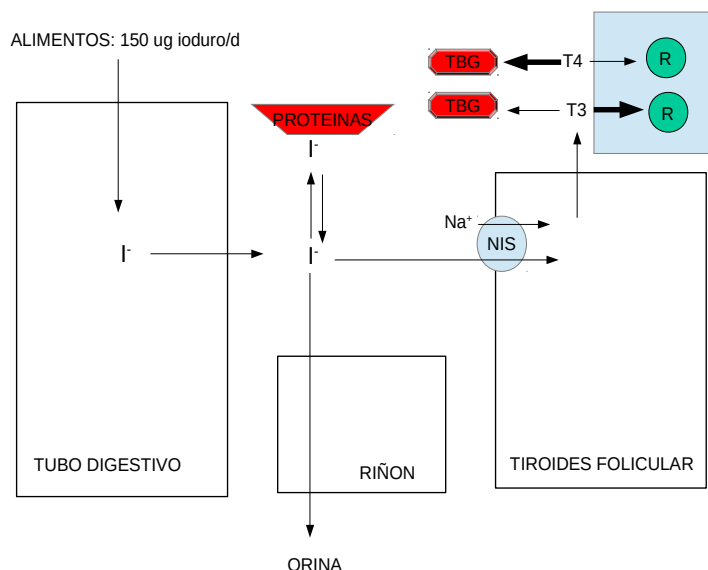 ALIMENTOS: 150 ug ioduro/d
TBG
T4
R
TBG
T3
R
PROTEINAS
I-
Na+
NIS
I-
I-
TUBO DIGESTIVO
RIÑON
TIROIDES FOLICULAR
ORINA